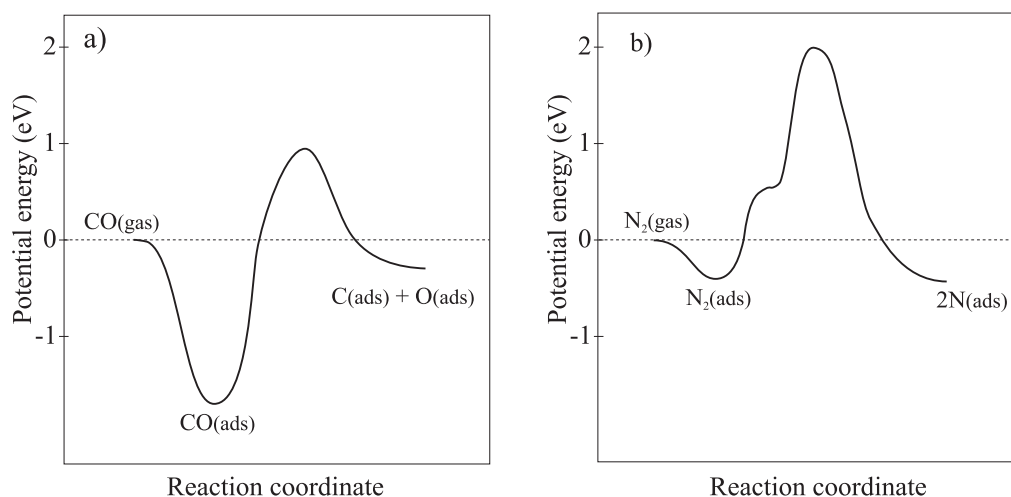 a)
Potential energy (eV)
2
1
0
-1
CO(gas)
CO(ads)
C(ads) + O(ads)
Reaction coordinate
b)
Potential energy (eV)
2
1
0
-1
N₂(gas)
N₂(ads)
2N(ads)
Reaction coordinate